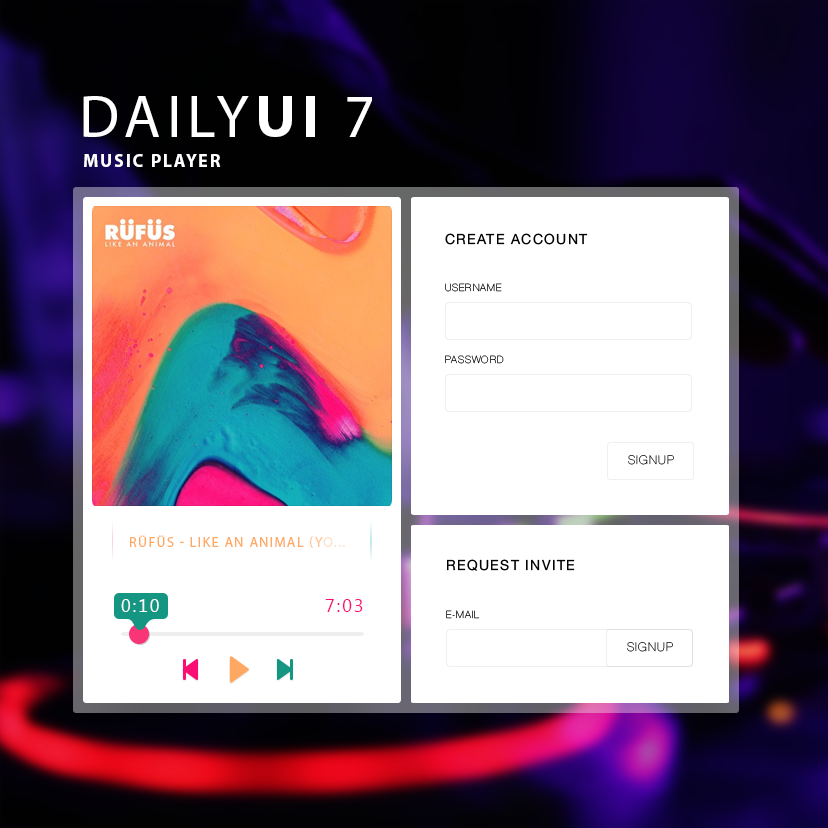 DAILYUI 7
MUSIC PLAYER
RÜFÜS
LIKE AN ANIMAL
RÜFÜS - LIKE AN ANIMAL (YO...
0:10
7:03
CREATE ACCOUNT
USERNAME
PASSWORD
SIGNUP
REQUEST INVITE
E-MAIL
SIGNUP